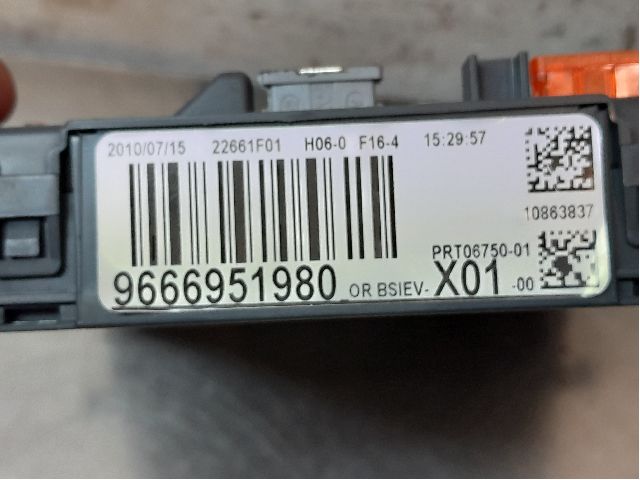 2010/07/15 22661F01 H06-0 F16-4 15:29:57
10863837
PRT06750-01
9666951980 OR BSIEV- X01 -00